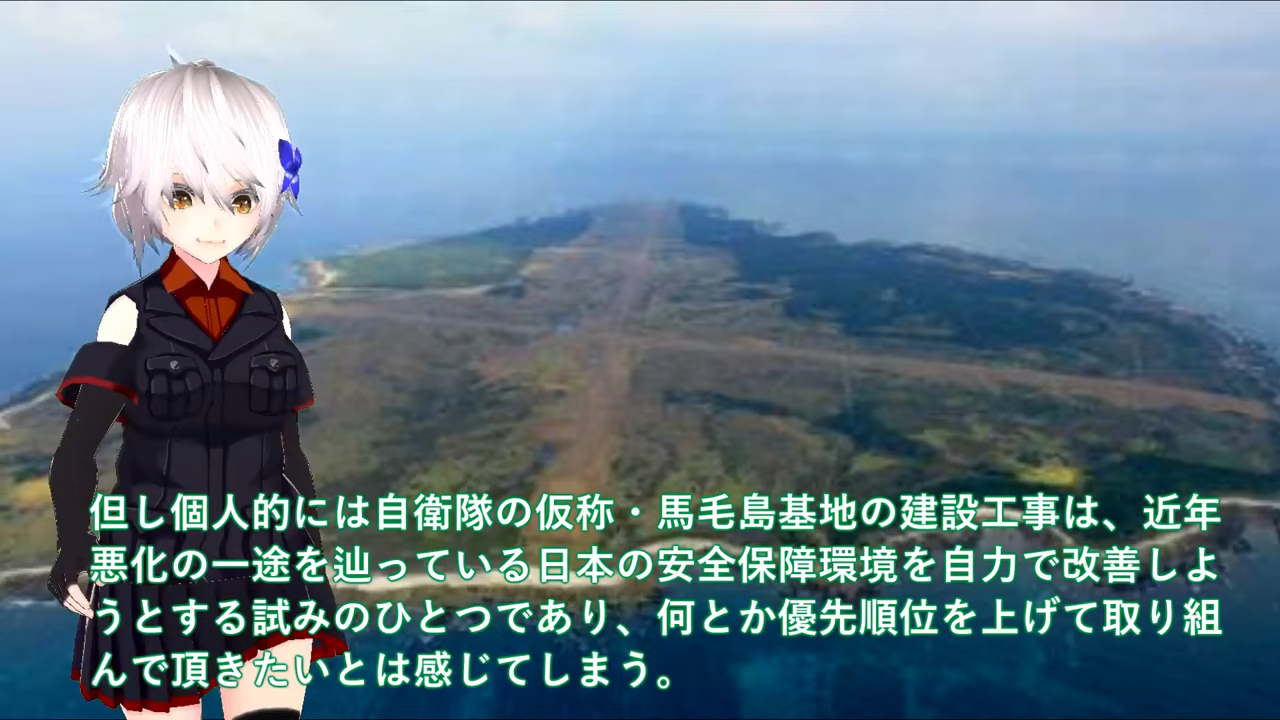 但し個人的には自衛隊の仮称・馬毛島基地の建設工事は、近年
悪化の一途を辿っている日本の安全保障環境を自力で改善しよ
うとする試みのひとつであり、何とか優先順位を上げて取り組
んで頂きたいとは感じてしまう。